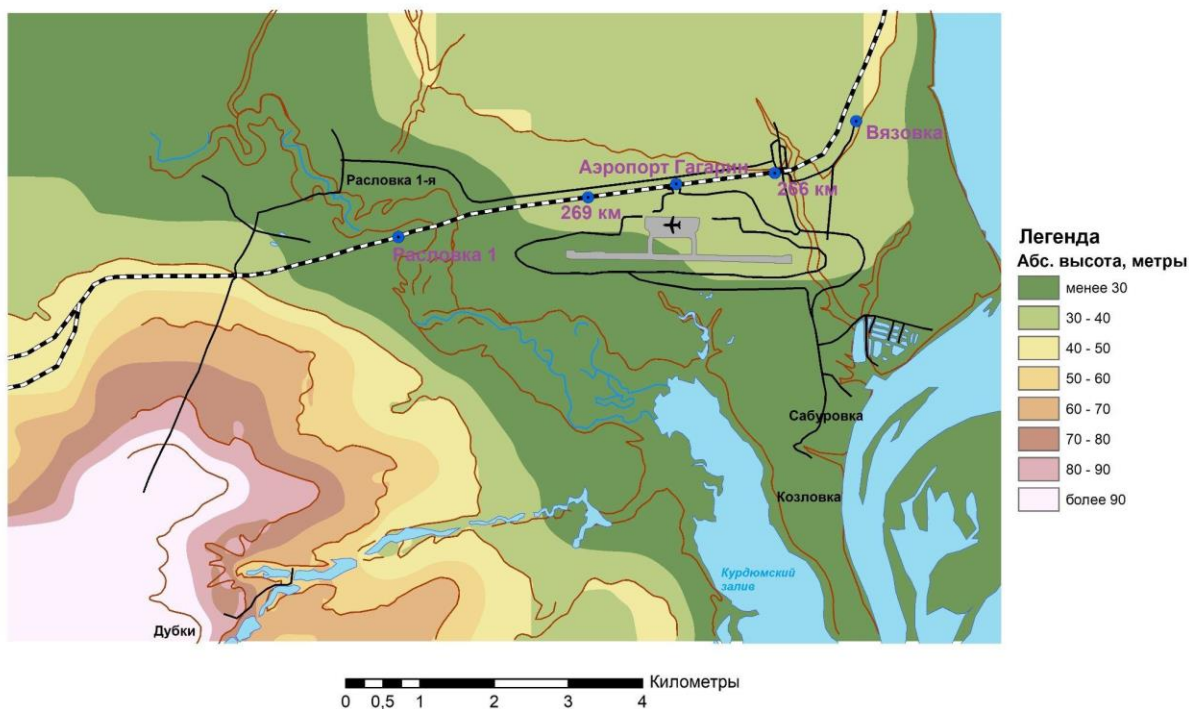 Вязовка
Аэропорт Гагарин
Расловка 1-я
266 км
269 км
Расловка 1
Легенда
Абс. высота, метры
менее 30
30 - 40
40 - 50
50 - 60
60 - 70
70 - 80
80 - 90
более 90
Сабуровка
Козловка
Курдюмский
залив
Дубки
Километры
0 0,5 1 2 3 4